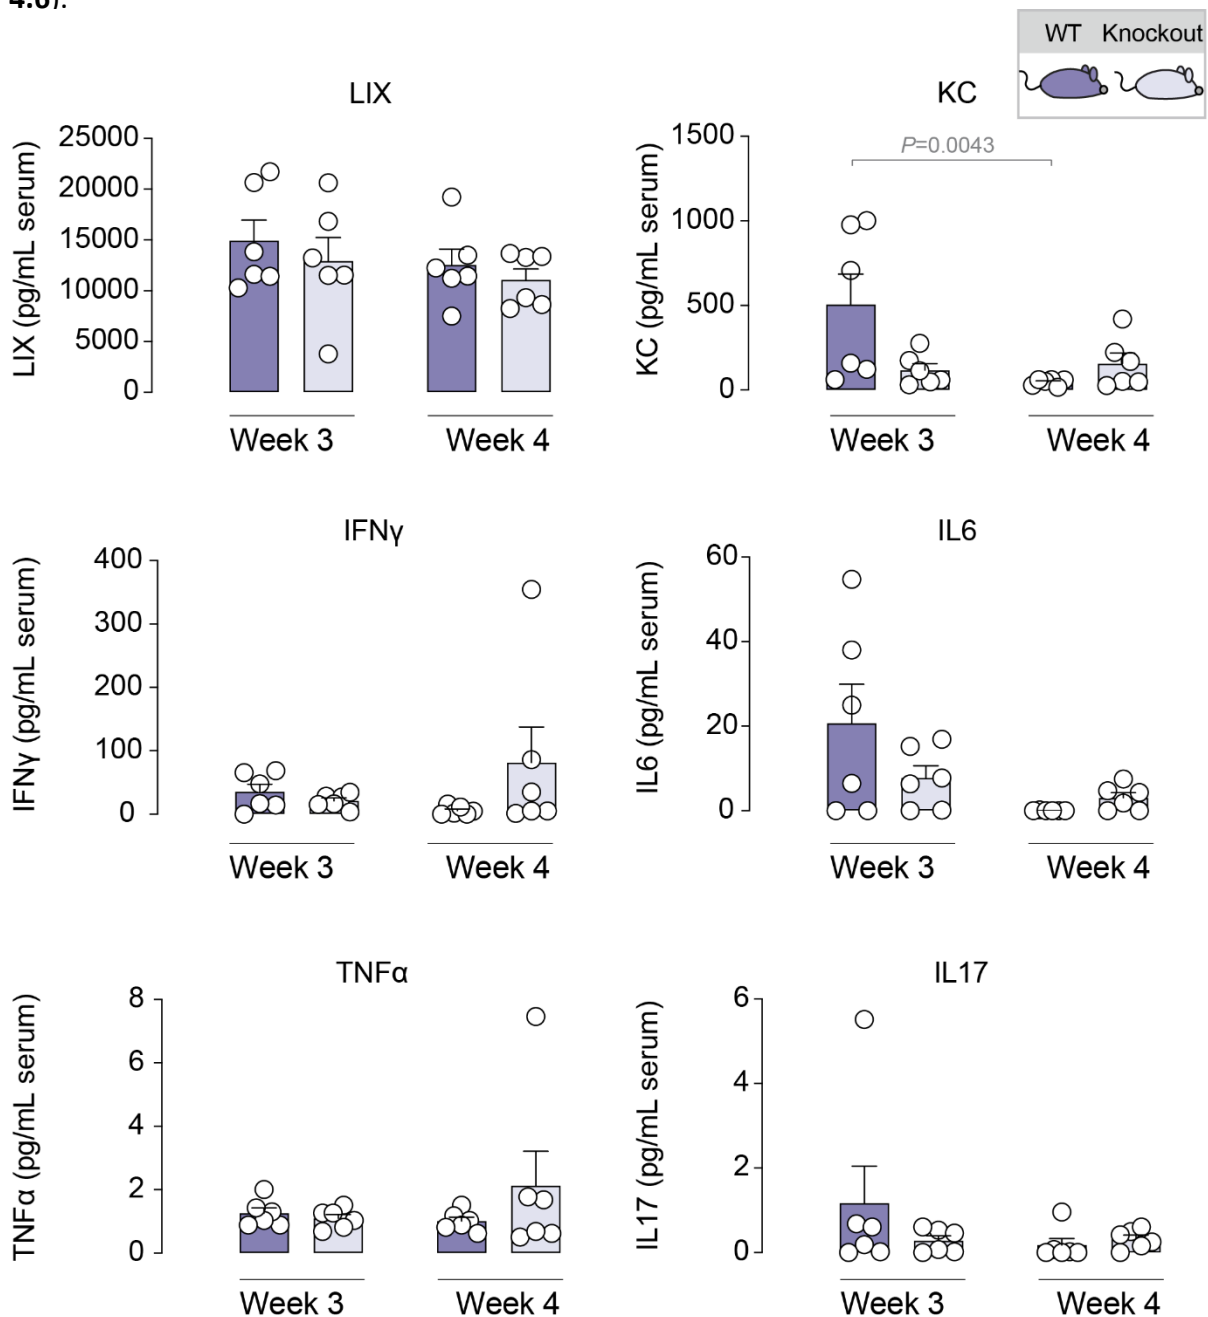 4.6).
WT Knockout
LIX
LIX (pg/mL serum)
25000
20000
15000
10000
5000
0
Week 3
Week 4
KC
KC (pg/mL serum)
1500
1000
500
0
P=0.0043
Week 3
Week 4
IFNγ
IFNγ (pg/mL serum)
400
300
200
100
0
Week 3
Week 4
IL6
IL6 (pg/mL serum)
60
40
20
0
Week 3
Week 4
TNFα
TNFα (pg/mL serum)
8
6
4
2
0
Week 3
Week 4
IL17
IL17 (pg/mL serum)
6
4
2
0
Week 3
Week 4